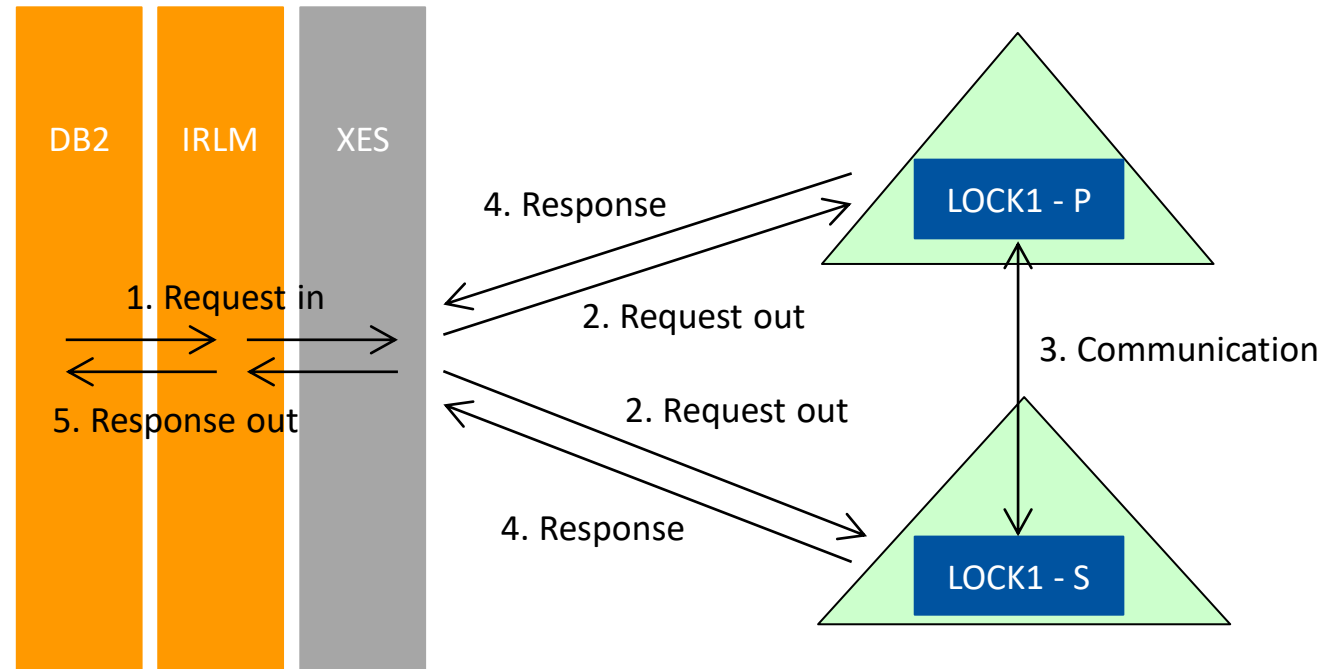 DB2
IRLM
XES
LOCK1 - P
4. Response
1. Request in
2. Request out
3. Communication
5. Response out
2. Request out
4. Response
LOCK1 - S